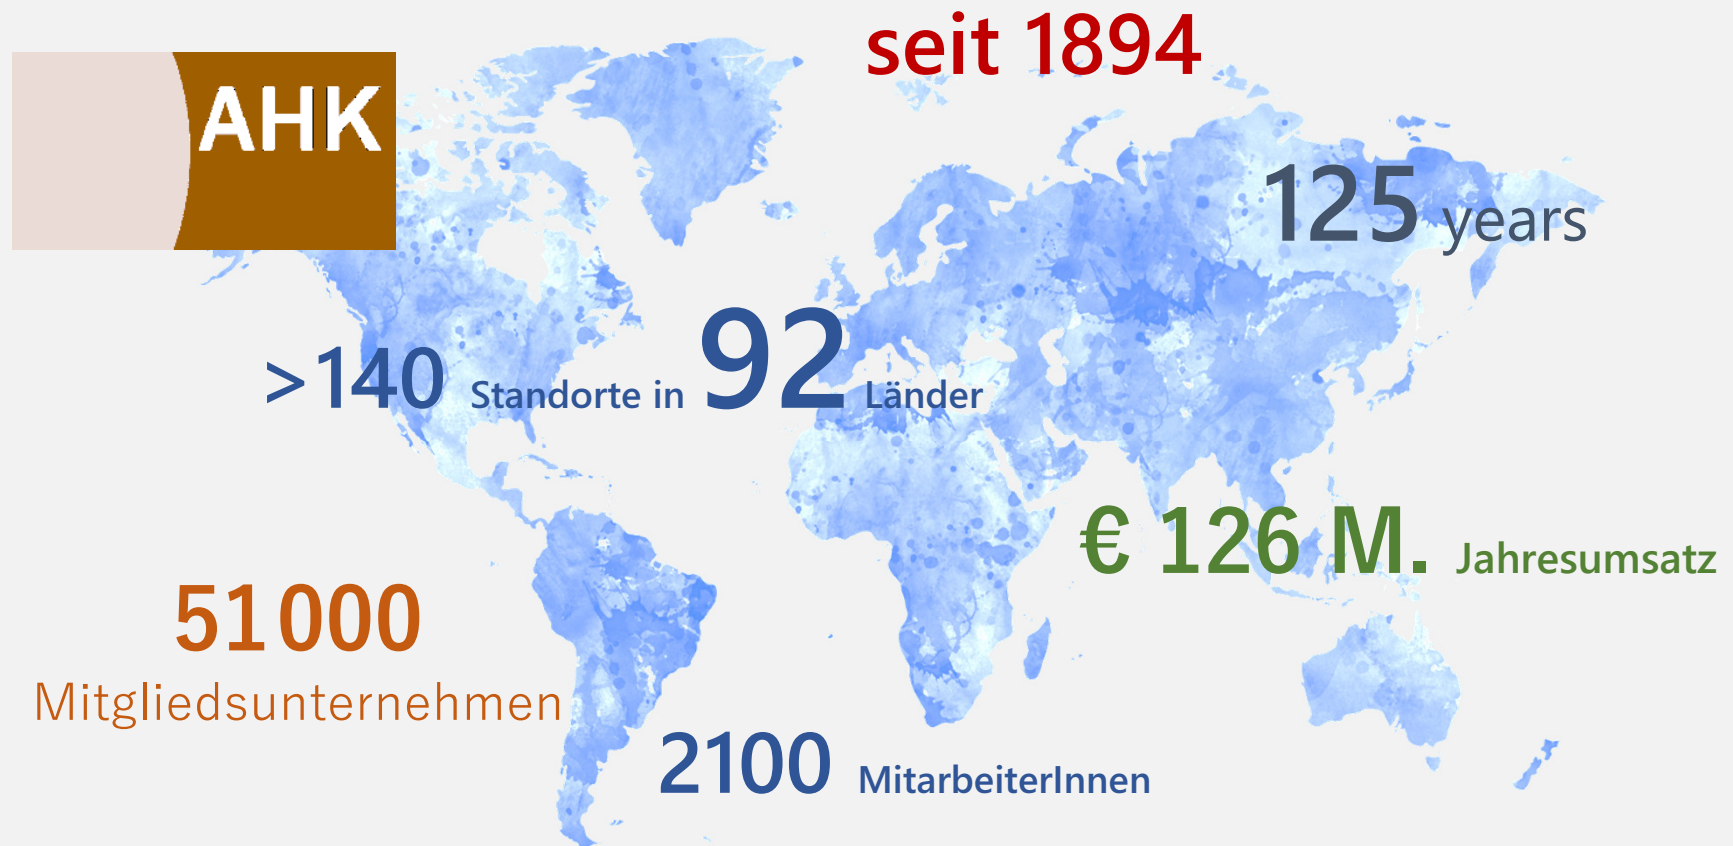 seit 1894
AHK
125 years
>140 Standorte in 92 Länder
€ 126 M. Jahresumsatz
51000
Mitgliedsunternehmen
2100 MitarbeiterInnen